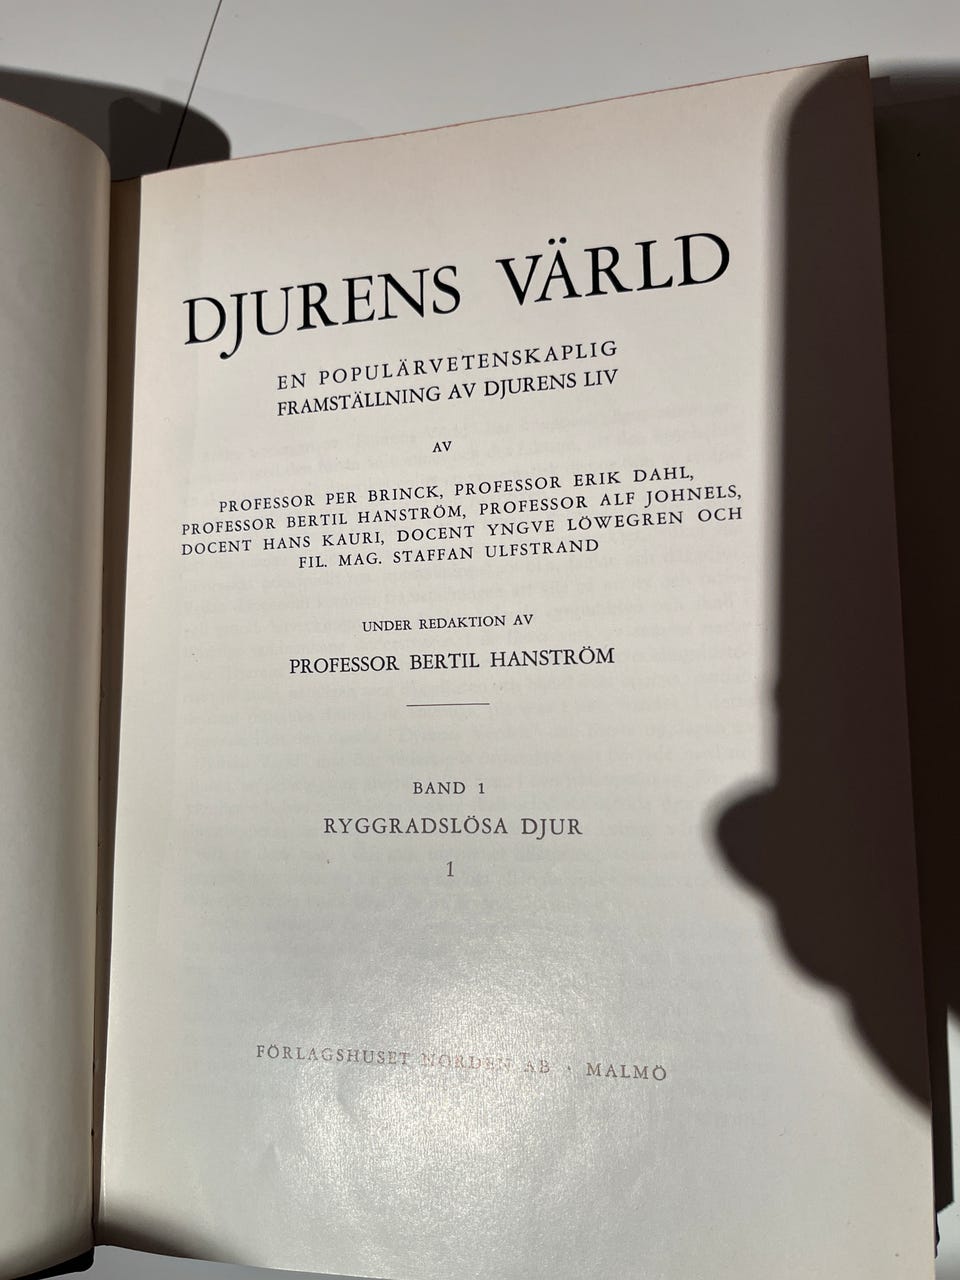 DJURENS VÄRLD
EN POPULÄRVETENSKAPLIG
FRAMSTÄLLNING AV DJURENS LIV
AV
PROFESSOR PER BRINCK, PROFESSOR ERIK DAHL,
PROFESSOR BERTIL HANSTRÖM, PROFESSOR ALF JOHNELS,
DOCENT HANS KAURI, DOCENT YNGVE LÖWEGREN OCH
FIL. MAG. STAFFAN ULFSTRAND
UNDER REDAKTION AV
PROFESSOR BERTIL HANSTRÖM
BAND 1
RYGGRADSLÖSA DJUR
1
FÖRLAGSHUSET NORDEN AB · MALMÖ